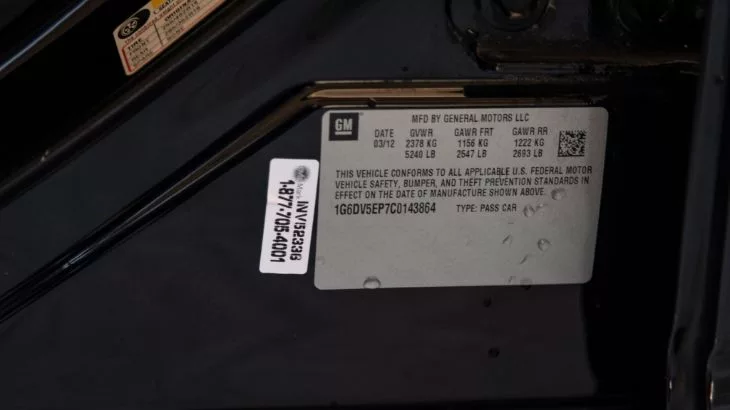 GM
MFD BY GENERAL MOTORS LLC
DATE GVWR GAWR FRT GAWR RR
03/12 2378 KG 1156 KG 1222 KG
5240 LB 2547 LB 2693 LB
THIS VEHICLE CONFORMS TO ALL APPLICABLE U.S. FEDERAL MOTOR
VEHICLE SAFETY, BUMPER, AND THEFT PREVENTION STANDARDS IN
EFFECT ON THE DATE OF MANUFACTURE SHOWN ABOVE.
1G6DV5EP7C0143864 TYPE: PASS CAR
INV52336
1-877-705-4001